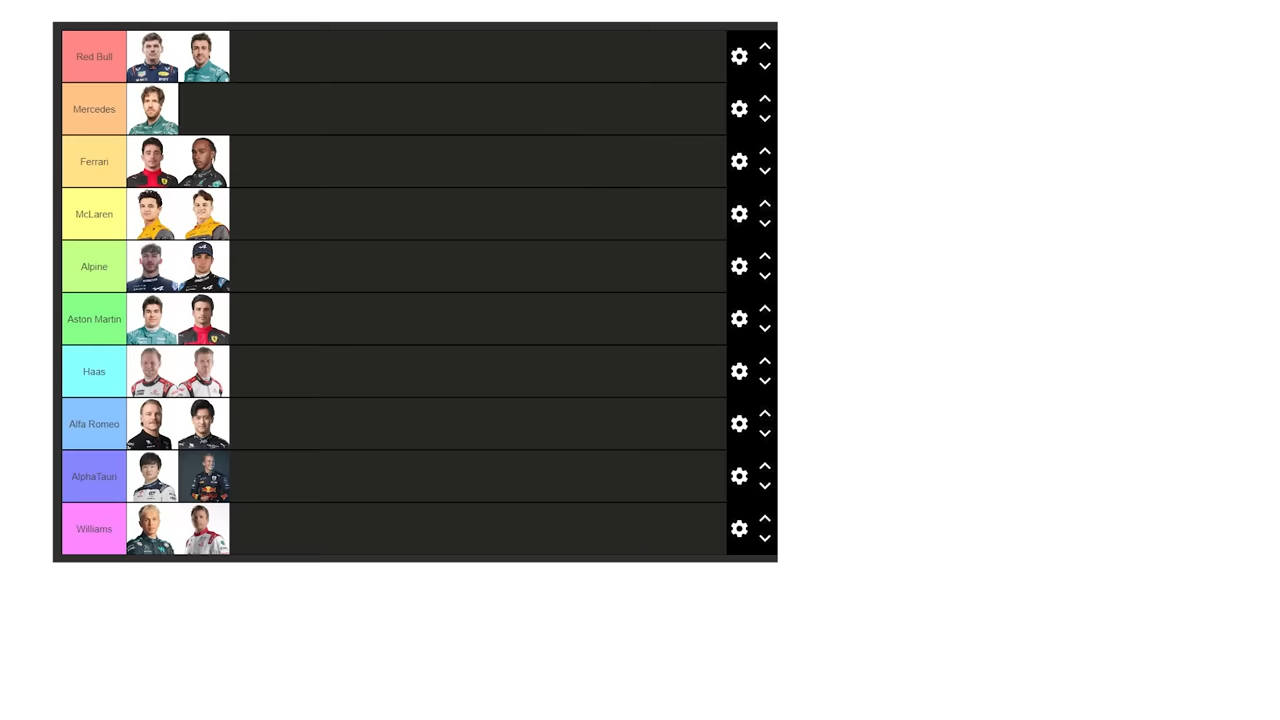 Red Bull
Mercedes
Ferrari
McLaren
Alpine
Aston Martin
Haas
Alfa Romeo
AlphaTauri
Williams